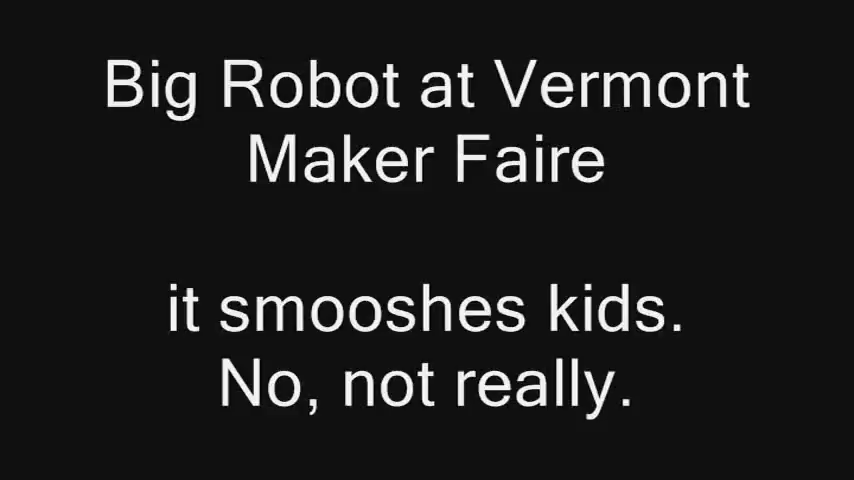 Big Robot at Vermont
Maker Faire
it smooshes kids.
No, not really.